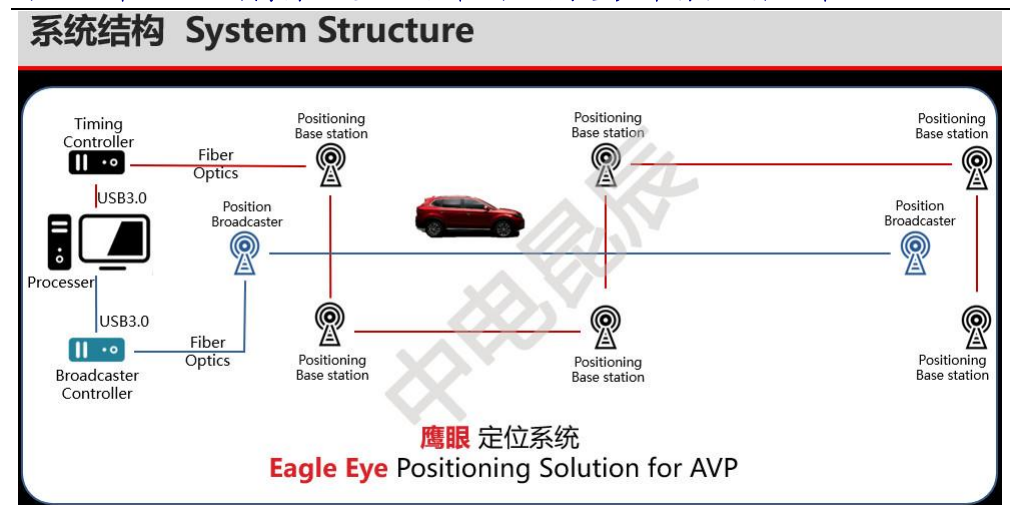 系统结构 System Structure
Timing
Controller
Fiber
Optics
Positioning
Base station
Positioning
Base station
Positioning
Base station
USB3.0
Position
Broadcaster
Position
Broadcaster
Processer
USB3.0
Fiber
Optics
Broadcaster
Controller
Positioning
Base station
Positioning
Base station
Positioning
Base station
中电昆辰
鹰眼 定位系统
Eagle Eye Positioning Solution for AVP